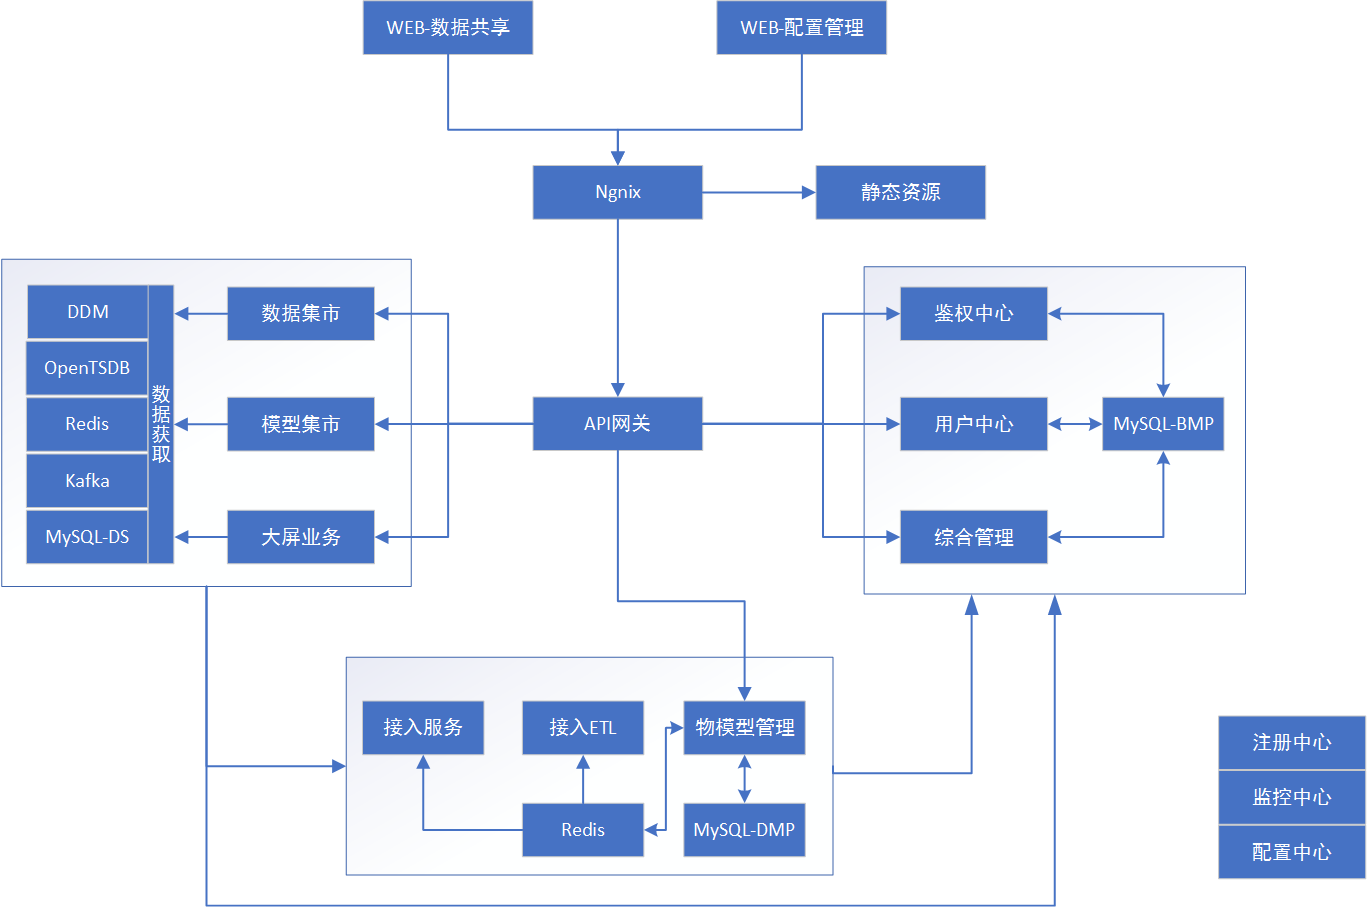 WEB-数据共享
WEB-配置管理
Ngnix
静态资源
DDM
OpenTSDB
Redis
Kafka
MySQL-DS
数据获取
数据集市
模型集市
大屏业务
API网关
鉴权中心
用户中心
综合管理
MySQL-BMP
接入服务
接入ETL
物模型管理
Redis
MySQL-DMP
注册中心
监控中心
配置中心